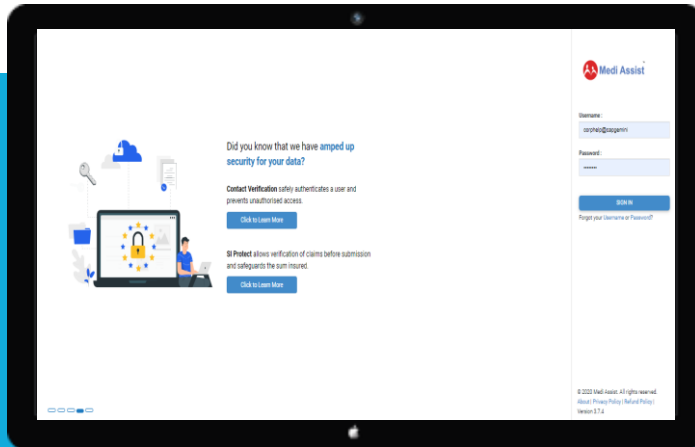 Did you know that we have amped up
security for your data?
Contact Verification safely authenticates a user and
prevents unauthorised access.
Click to Learn More
SI Protect allows verification of claims before submission
and safeguards the sum insured.
Click to Learn More
Medi Assist
Username :
corphelp@capgemini
Password :
••••••••
SIGN IN
Forgot your Username or Password?
© 2020 Medi Assist. All rights reserved.
About | Privacy Policy | Refund Policy |
Version 3.7.4